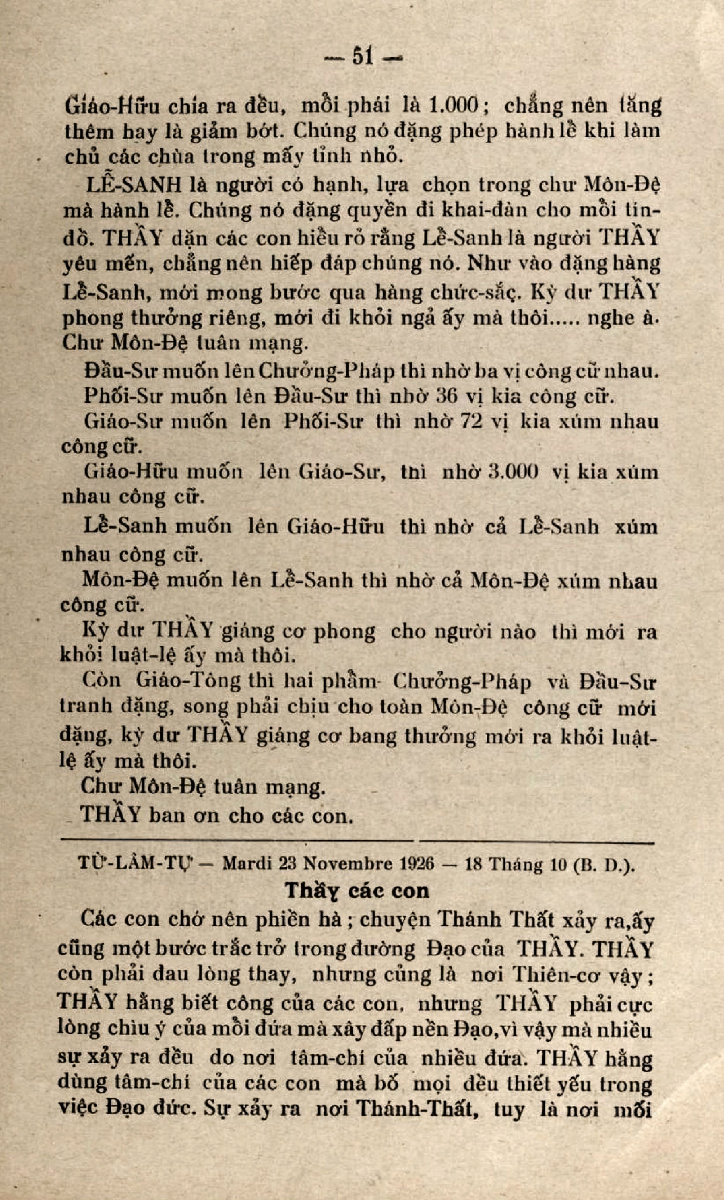 — 51 —
Giáo-Hữu chia ra đều, mỗi phái là 1.000 ; chẳng nên tăng
thêm hay là giảm bớt. Chúng nó đặng phép hành lễ khi làm
chủ các chùa trong mấy tỉnh nhỏ.
LỄ-SANH là người có hạnh, lựa chọn trong chư Môn-Đệ
mà hành lễ. Chúng nó đặng quyền đi khai-đàn cho mỗi tín-
đồ. THẦY dặn các con hiểu rỏ rằng Lễ-Sanh là người THẦY
yêu mến, chẳng nên hiếp đáp chúng nó. Như vào đặng hàng
Lễ-Sanh, mới mong bước qua hàng chức-sắc. Kỳ dư THẦY
phong thưởng riêng, mới đi khỏi ngả ấy mà thôi..... nghe à.
Chư Môn-Đệ tuân mạng.
Đầu-Sư muốn lên Chưởng-Pháp thì nhờ ba vị công cữ nhau.
Phối-Sư muốn lên Đầu-Sư thì nhờ 36 vị kia công cữ.
Giáo-Sư muốn lên Phối-Sư thì nhờ 72 vị kia xúm nhau
công cữ.
Giáo-Hữu muốn lên Giáo-Sư, thì nhờ 3.000 vị kia xúm
nhau công cữ.
Lễ-Sanh muốn lên Giáo-Hữu thì nhờ cả Lễ-Sanh xúm
nhau công cữ.
Môn-Đệ muốn lên Lễ-Sanh thì nhờ cả Môn-Đệ xúm nhau
công cữ.
Kỳ dư THẦY giáng cơ phong cho người nào thì mới ra
khỏi luật-lệ ấy mà thôi.
Còn Giáo-Tông thì hai phẩm Chưởng-Pháp và Đầu-Sư
tranh đặng, song phải chịu cho toàn Môn-Đệ công cữ mới
đặng, kỳ dư THẦY giáng cơ bang thưởng mới ra khỏi luật-
lệ ấy mà thôi.
Chư Môn-Đệ tuân mạng.
THẦY ban ơn cho các con.
TỪ-LÂM-TỰ — Mardi 23 Novembre 1926 — 18 Tháng 10 (B. D.).
Thầy các con
Các con chớ nên phiền hà ; chuyện Thánh Thất xảy ra,ấy
cũng một bước trắc trở trong đường Đạo của THẦY. THẦY
còn phải đau lòng thay, nhưng củng là nơi Thiên-cơ vậy ;
THẦY hằng biết công của các con, nhưng THẦY phải cực
lòng chìu ý của mỗi đứa mà xây đấp nền Đạo,vì vậy mà nhiều
sự xảy ra đều do nơi tâm-chí của nhiều đứa. THẦY hằng
dùng tâm-chí của các con mà bố mọi đều thiết yếu trong
việc Đạo đức. Sự xảy ra nơi Thánh-Thất, tuy là nơi mối